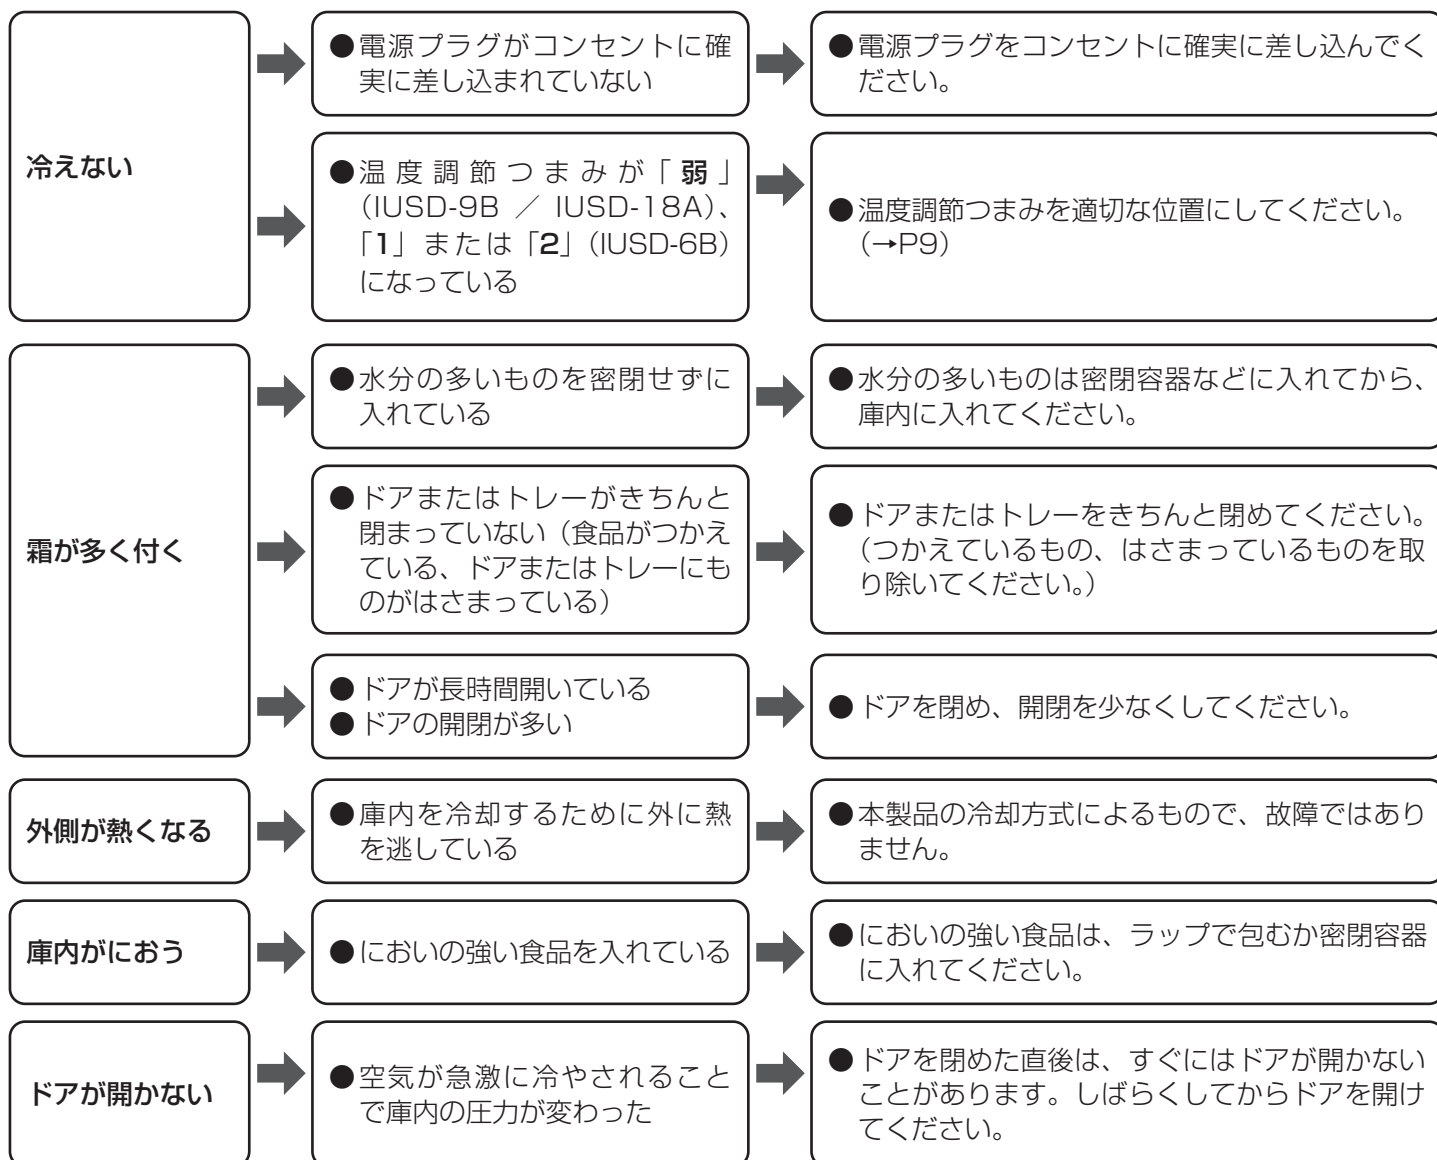 冷えない
●電源プラグがコンセントに確
実に差し込まれていない
●電源プラグをコンセントに確実に差し込んでく
ださい。
●温度調節つまみが「弱」
(IUSD-9B ／ IUSD-18A)、
「1」または「2」(IUSD-6B)
になっている
●温度調節つまみを適切な位置にしてください。
(→P9)
霜が多く付く
●水分の多いものを密閉せずに
入れている
●水分の多いものは密閉容器などに入れてから、
庫内に入れてください。
●ドアまたはトレーがきちんと
閉まっていない（食品がつかえ
ている、ドアまたはトレーにも
のがはさまっている）
●ドアまたはトレーをきちんと閉めてください。
（つかえているもの、はさまっているものを取
り除いてください。）
●ドアが長時間開いている
●ドアの開閉が多い
●ドアを閉め、開閉を少なくしてください。
外側が熱くなる
●庫内を冷却するために外に熱
を逃している
●本製品の冷却方式によるもので、故障ではあり
ません。
庫内がにおう
●においの強い食品を入れている
●においの強い食品は、ラップで包むか密閉容器
に入れてください。
ドアが開かない
●空気が急激に冷やされること
で庫内の圧力が変わった
●ドアを閉めた直後は、すぐにはドアが開かない
ことがあります。しばらくしてからドアを開け
てください。